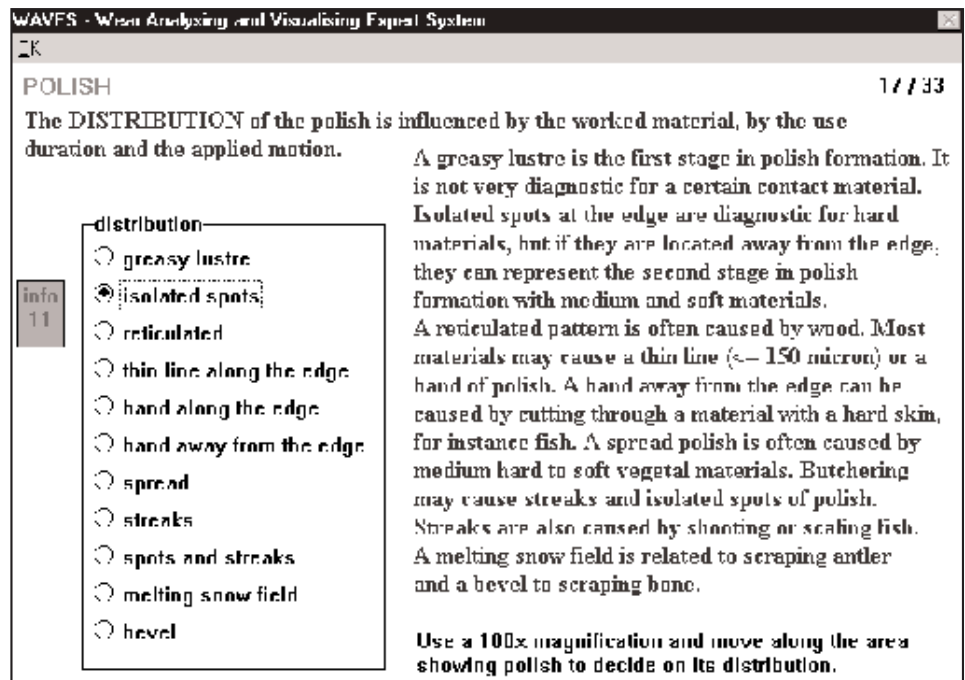 WAVES - Wear Analyzing and Visualising Expert System
OK
POLISH
17 / 33
The DISTRIBUTION of the polish is influenced by the worked material, by the use
duration and the applied motion.
A greasy lustre is the first stage in polish formation. It
is not very diagnostic for a certain contact material.
Isolated spots at the edge are diagnostic for hard
materials, but if they are located away from the edge,
they can represent the second stage in polish
formation with medium and soft materials.
A reticulated pattern is often caused by wood. Most
materials may cause a thin line (<= 150 micron) or a
band of polish. A band away from the edge can be
caused by cutting through a material with a hard skin,
for instance fish. A spread polish is often caused by
medium hard to soft vegetal materials. Butchering
may cause streaks and isolated spots of polish.
Streaks are also caused by shooting or scaling fish.
A melting snow field is related to scraping antler
and a bevel to scraping bone.
Use a 100x magnification and move along the area
showing polish to decide on its distribution.
info
11
distribution
greasy lustre
isolated spots
reticulated
thin line along the edge
band along the edge
band away from the edge
spread
streaks
spots and streaks
melting snow field
bevel